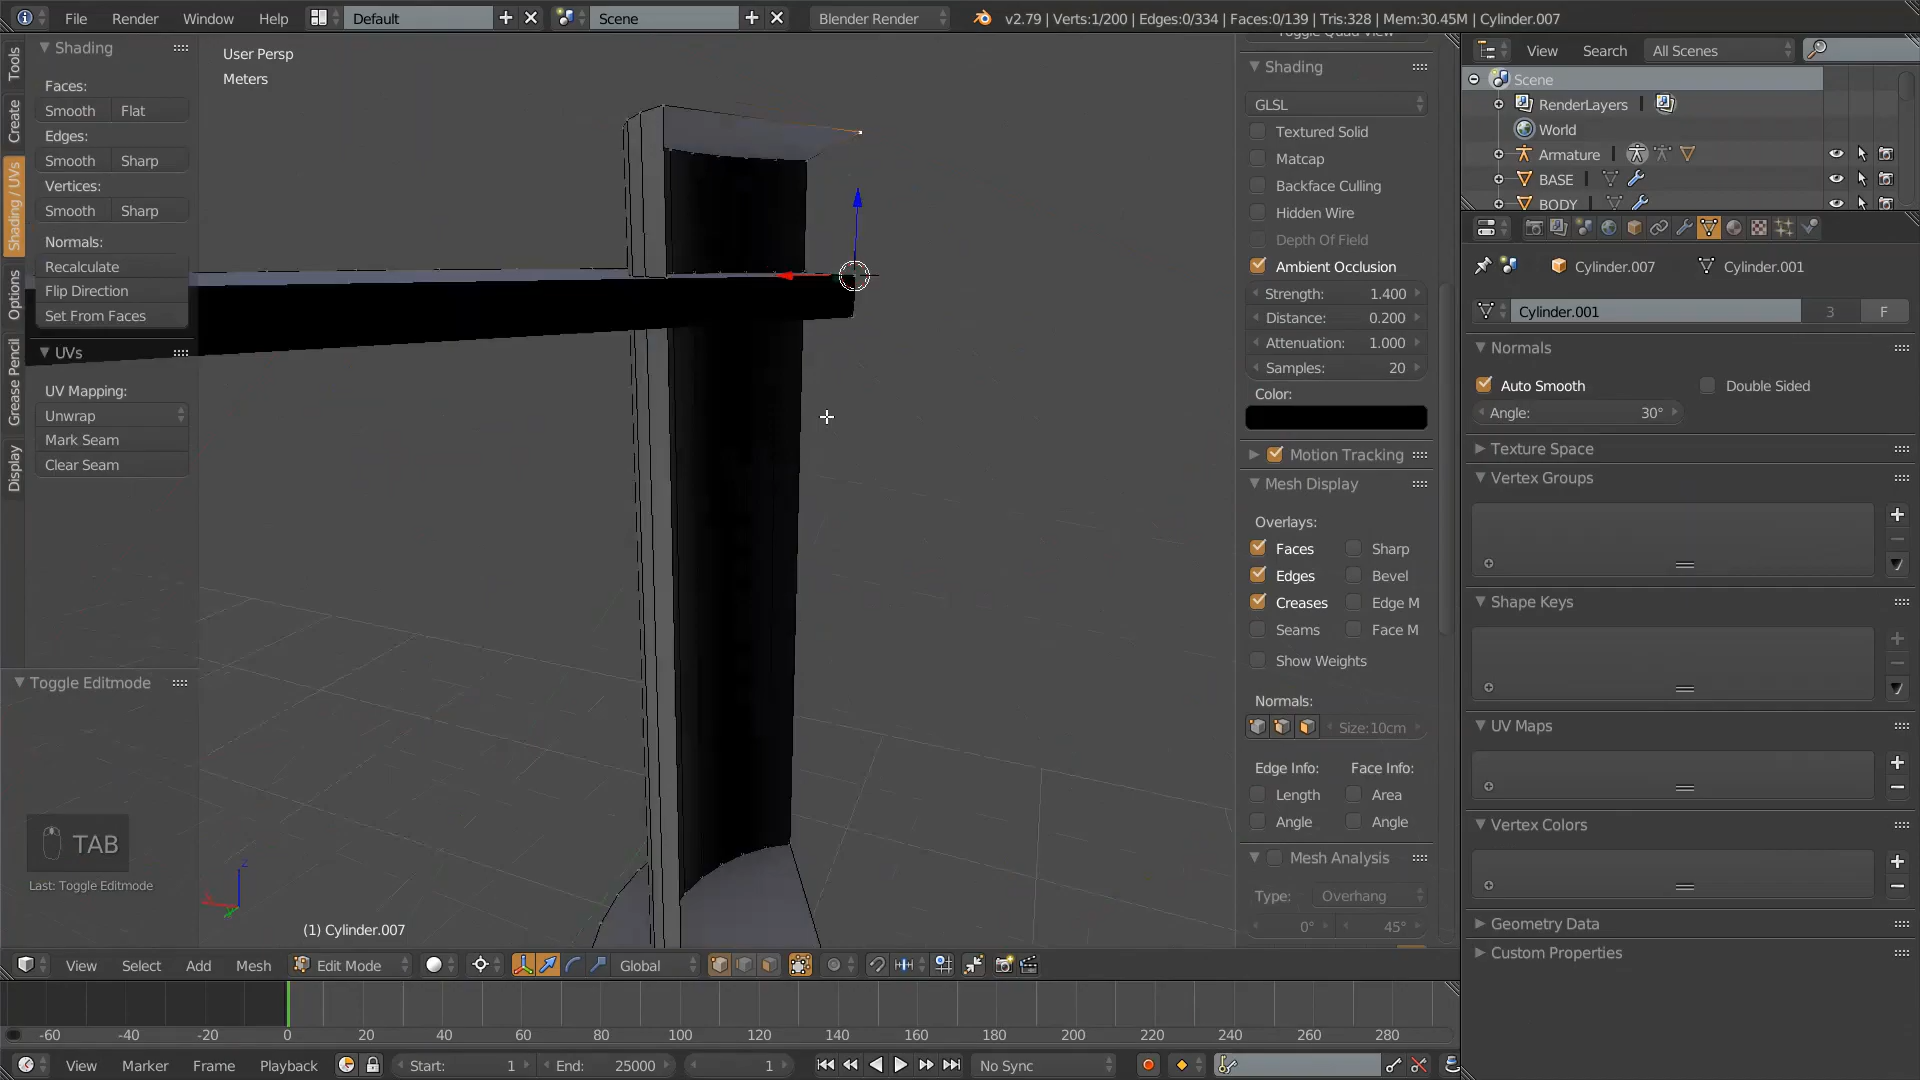 File Render Window Help Default Scene Blender Render v2.79 | Verts:1/200 | Edges:0/334 | Faces:0/139 | Tris:328 | Mem:30.45M | Cylinder.007
Tools
Create
Shading / UVs
Options
Grease Pencil
Display
Shading
Faces:
Smooth Flat
Edges:
Smooth Sharp
Vertices:
Smooth Sharp
Normals:
Recalculate
Flip Direction
Set From Faces
UVs
UV Mapping:
Unwrap
Mark Seam
Clear Seam
Toggle Editmode
TAB
Last: Toggle Editmode
User Persp
Meters
(1) Cylinder.007
Shading
GLSL
Textured Solid
Matcap
Backface Culling
Hidden Wire
Depth Of Field
Ambient Occlusion
Strength: 1.400
Distance: 0.200
Attenuation: 1.000
Samples: 20
Color:
Motion Tracking
Mesh Display
Overlays:
Faces Sharp
Edges Bevel
Creases Edge M
Seams Face M
Show Weights
Normals:
Size:10cm
Edge Info: Face Info:
Length Area
Angle Angle
Mesh Analysis
Type: Overhang
0° 45°
View Search All Scenes
Scene
RenderLayers
World
Armature
BASE
BODY
Cylinder.007 Cylinder.001
Cylinder.001 3 F
Normals
Auto Smooth Double Sided
Angle: 30°
Texture Space
Vertex Groups
Shape Keys
UV Maps
Vertex Colors
Geometry Data
Custom Properties
View Select Add Mesh Edit Mode Global
-60 -40 -20 0 20 40 60 80 100 120 140 160 180 200 220 240 260 280
View Marker Frame Playback Start: 1 End: 25000 1 No Sync